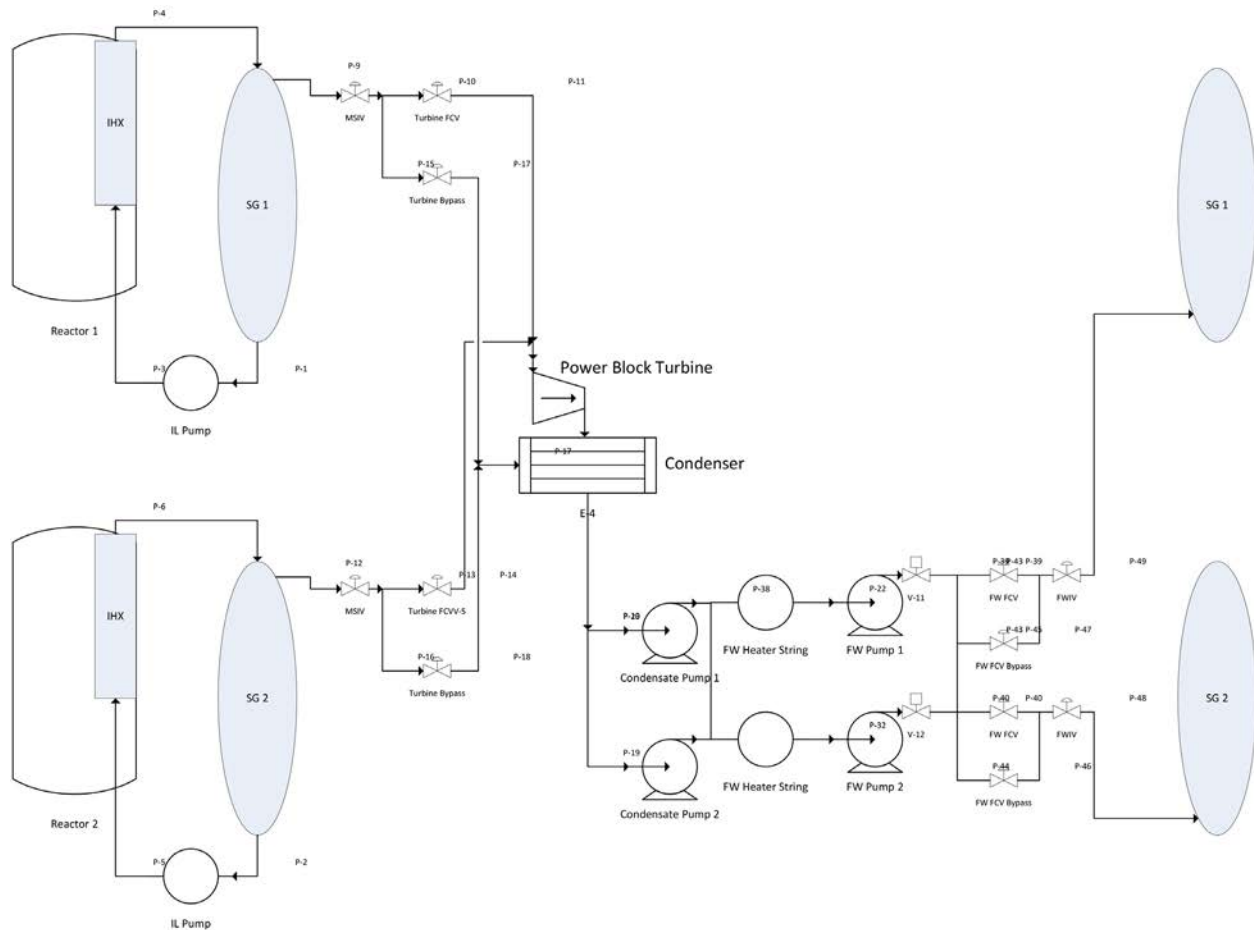 P-4
IHX
SG 1
Reactor 1
P-3
P-1
IL Pump
P-9
MSIV
P-10
P-11
Turbine FCV
P-15
P-17
Turbine Bypass
Power Block Turbine
P-17
Condenser
E-4
P-6
IHX
SG 2
Reactor 2
P-5
P-2
IL Pump
P-12
MSIV
P-13
P-14
Turbine FCVV-5
P-16
P-18
Turbine Bypass
Condensate Pump 1
P-19
Condensate Pump 2
P-38
FW Heater String
FW Heater String
P-22
FW Pump 1
P-32
FW Pump 2
V-11
V-12
P-43
P-39
FW FCV
FWIV
P-49
P-43
P-45
P-47
FW FCV Bypass
P-40
P-40
FW FCV
FWIV
P-48
P-44
P-46
FW FCV Bypass
SG 1
SG 2